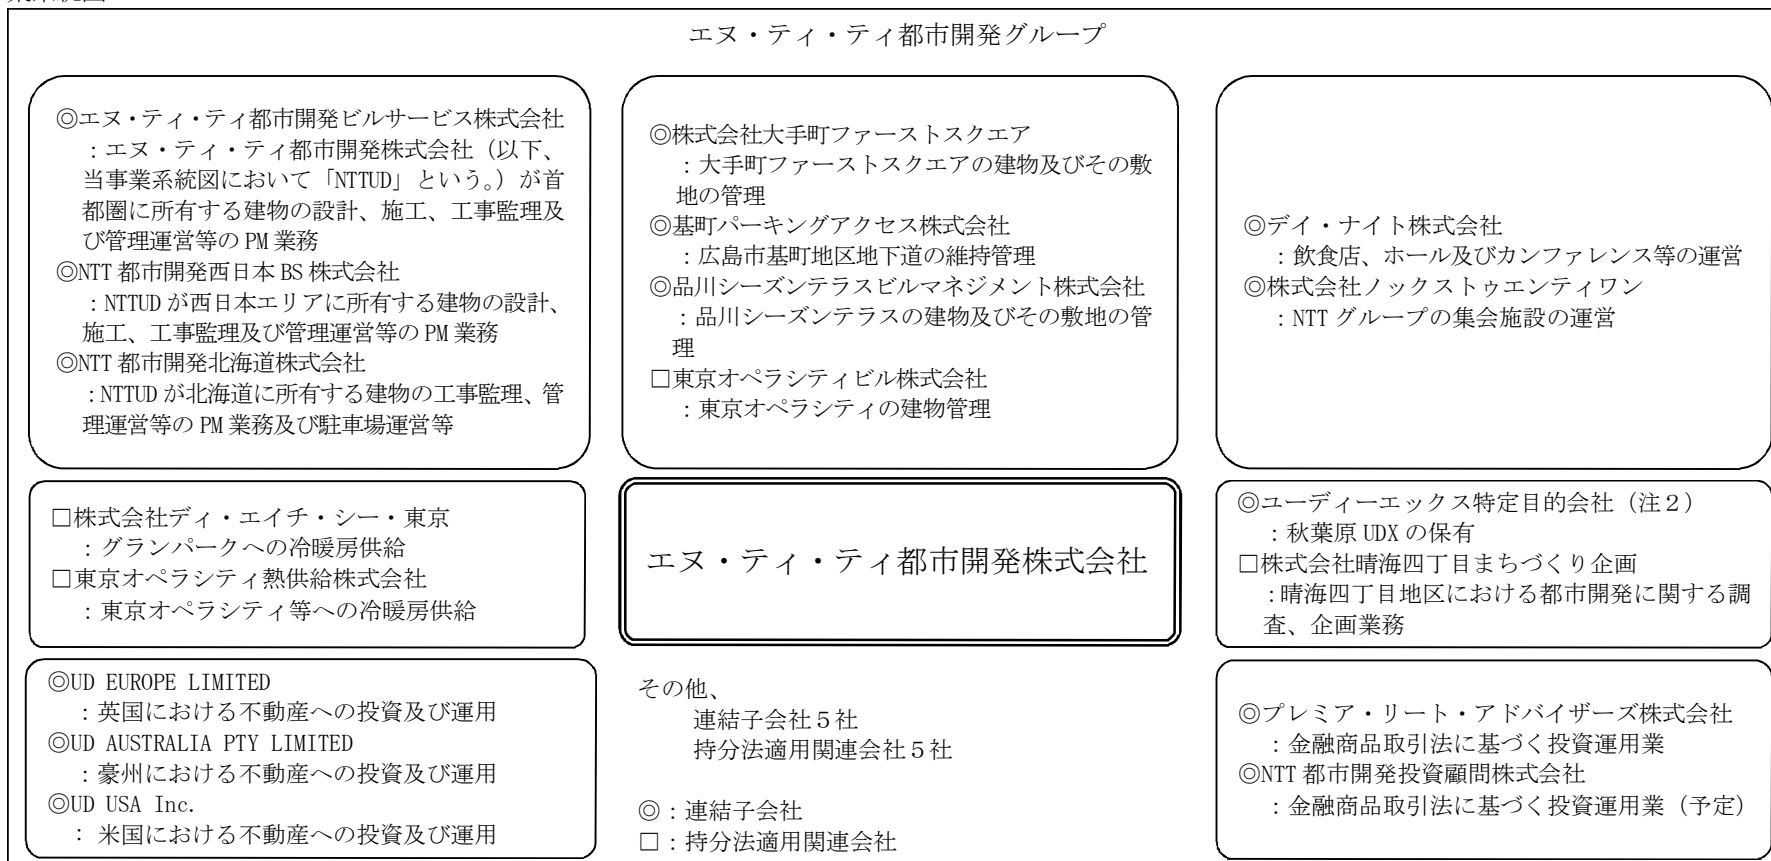 エヌ・ティ・ティ都市開発グループ
◎エヌ・ティ・ティ都市開発ビルサービス株式会社
：エヌ・ティ・ティ都市開発株式会社（以下、
当事業系統図において「NTTUD」という。）が首
都圏に所有する建物の設計、施工、工事監理及
び管理運営等の PM 業務
◎NTT 都市開発西日本 BS 株式会社
：NTTUD が西日本エリアに所有する建物の設計、
施工、工事監理及び管理運営等の PM 業務
◎NTT 都市開発北海道株式会社
：NTTUD が北海道に所有する建物の工事監理、管
理運営等の PM 業務及び駐車場運営等
◎株式会社大手町ファーストスクエア
：大手町ファーストスクエアの建物及びその敷
地の管理
◎基町パーキングアクセス株式会社
：広島市基町地区地下道の維持管理
◎品川シーズンテラスビルマネジメント株式会社
：品川シーズンテラスの建物及びその敷地の管
理
□東京オペラシティビル株式会社
：東京オペラシティの建物管理
◎デイ・ナイト株式会社
：飲食店、ホール及びカンファレンス等の運営
◎株式会社ノックストゥエンティワン
：NTT グループの集会施設の運営
□株式会社ディ・エイチ・シー・東京
：グランパークへの冷暖房供給
□東京オペラシティ熱供給株式会社
：東京オペラシティ等への冷暖房供給
エヌ・ティ・ティ都市開発株式会社
◎ユーディーエックス特定目的会社（注２）
：秋葉原 UDX の保有
□株式会社晴海四丁目まちづくり企画
：晴海四丁目地区における都市開発に関する調
査、企画業務
◎UD EUROPE LIMITED
：英国における不動産への投資及び運用
◎UD AUSTRALIA PTY LIMITED
：豪州における不動産への投資及び運用
◎UD USA Inc.
： 米国における不動産への投資及び運用
その他、
連結子会社５社
持分法適用関連会社５社
◎：連結子会社
□：持分法適用関連会社
◎プレミア・リート・アドバイザーズ株式会社
：金融商品取引法に基づく投資運用業
◎NTT 都市開発投資顧問株式会社
：金融商品取引法に基づく投資運用業（予定）